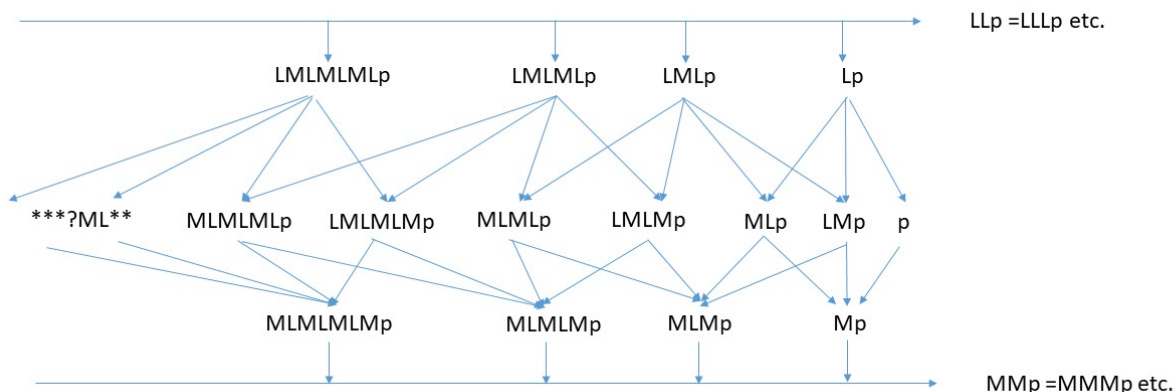 LLp =LLLp etc.
LMLMLMLp LMLMLp LMLp Lp
***?ML** MLMLMLp LMLMLMp MLMLp LMLMp MLp LMp p
MLMLMLMp MLMLMp MLMp Mp
MMp =MMMp etc.